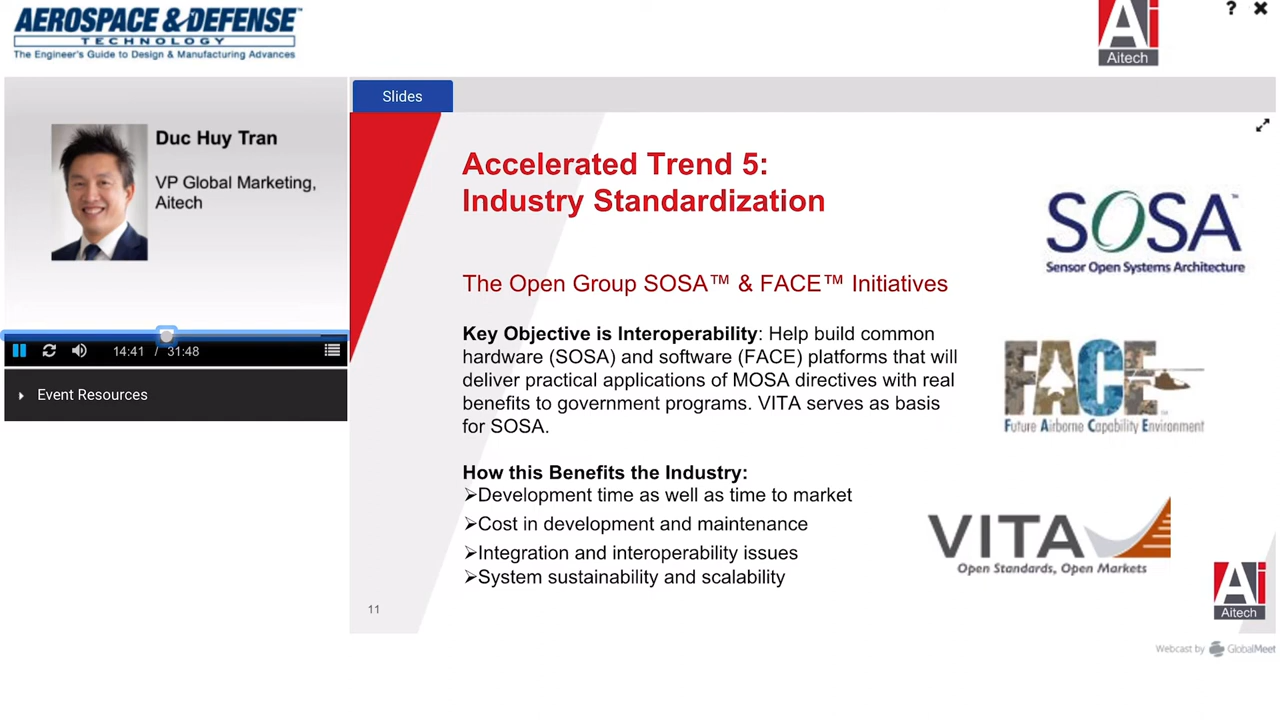 AEROSPACE & DEFENSE™
TECHNOLOGY
The Engineer's Guide to Design & Manufacturing Advances
Ai
Aitech
?
Slides
Duc Huy Tran
VP Global Marketing,
Aitech
14:41 / 31:48
Event Resources
Accelerated Trend 5:
Industry Standardization
The Open Group SOSA™ & FACE™ Initiatives
Key Objective is Interoperability: Help build common
hardware (SOSA) and software (FACE) platforms that will
deliver practical applications of MOSA directives with real
benefits to government programs. VITA serves as basis
for SOSA.
How this Benefits the Industry:
➢Development time as well as time to market
➢Cost in development and maintenance
➢Integration and interoperability issues
➢System sustainability and scalability
11
SOSA™
Sensor Open Systems Architecture
FACE™
Future Airborne Capability Environment
VITA
Open Standards, Open Markets
Ai
Aitech
Webcast by GlobalMeet